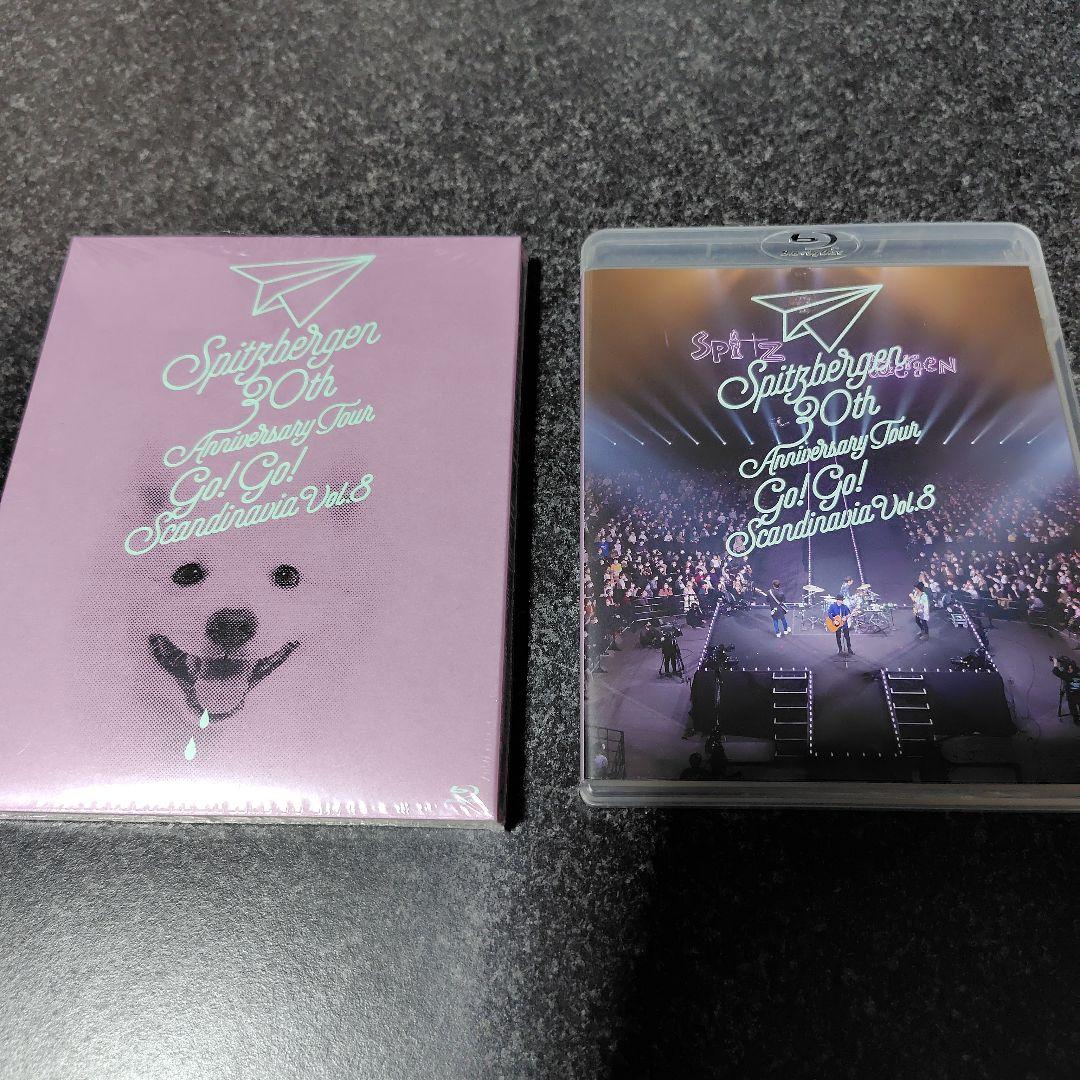 Spitzbergen
30th
Anniversary Tour
Go! Go!
Scandinavia Vol.8
Spitz
bergen
Spitzbergen
30th
Anniversary Tour
Go! Go!
Scandinavia Vol.8